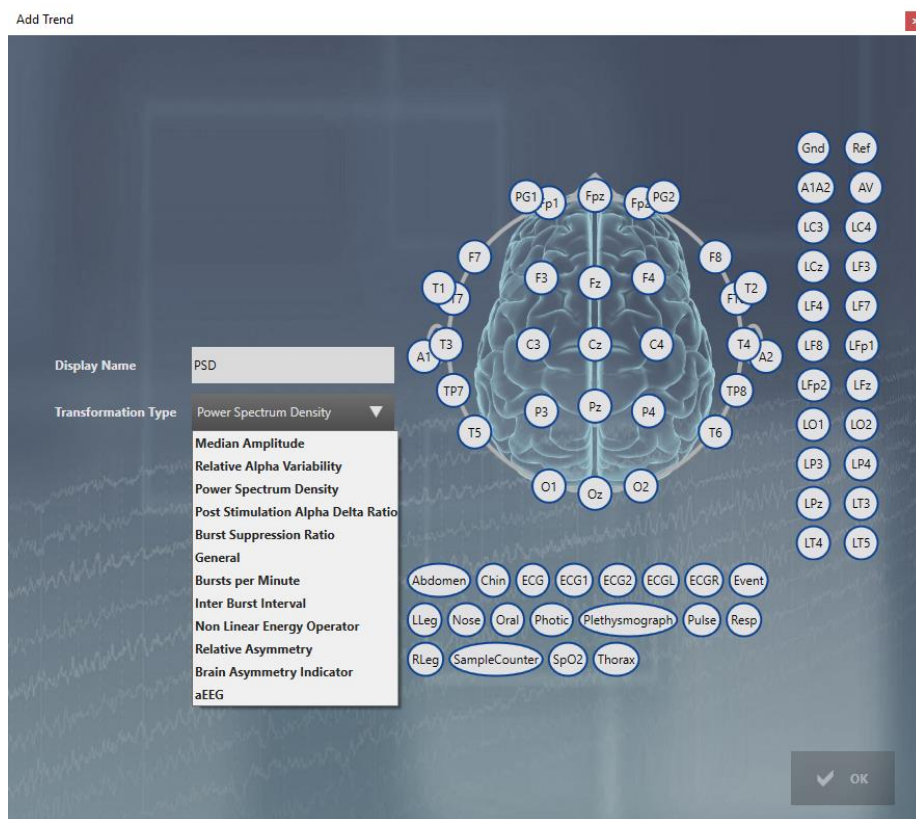 Add Trend
Gnd Ref
PG1 Fp1 Fpz Fp2 PG2
A1A2 AV
LC3 LC4
F7 F8
F3 Fz F4
LCz LF3
T1 T7 T2
LF4 LF7
A1 T3 C3 Cz C4 T4 A2
LF8 LFp1
Display Name PSD
TP7 TP8
LFp2 LFz
Transformation Type Power Spectrum Density
P3 Pz P4
T5 T6
LO1 LO2
Median Amplitude
Relative Alpha Variability
LP3 LP4
Power Spectrum Density
O1 Oz O2
LPz LT3
Post Stimulation Alpha Delta Ratio
Burst Suppression Ratio
LT4 LT5
General
Bursts per Minute
Abdomen Chin ECG ECG1 ECG2 ECGL ECGR Event
Inter Burst Interval
LLeg Nose Oral Photic Plethysmograph Pulse Resp
Non Linear Energy Operator
Relative Asymmetry
RLeg SampleCounter SpO2 Thorax
Brain Asymmetry Indicator
aEEG
OK